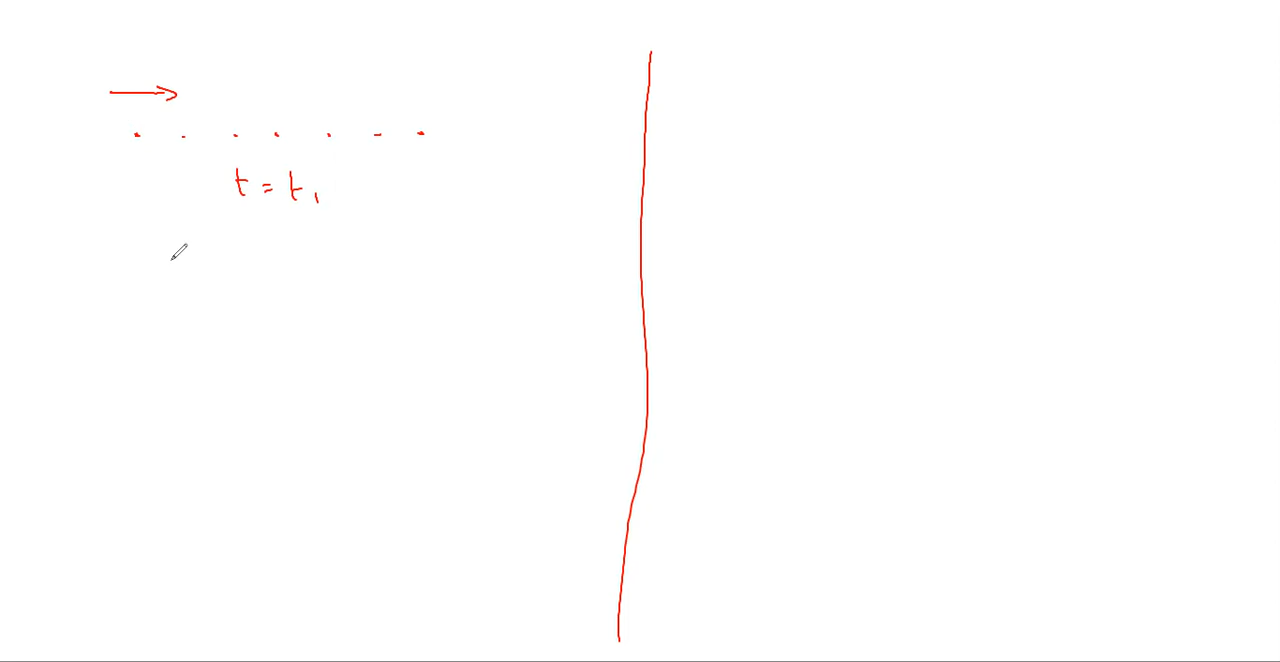 t = t₁